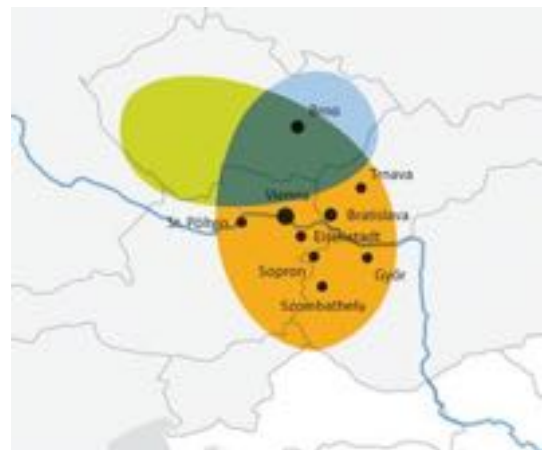 Brno
Trnava
Vienna
St. Pölten
Bratislava
Eisenstadt
Sopron
Győr
Szombathely